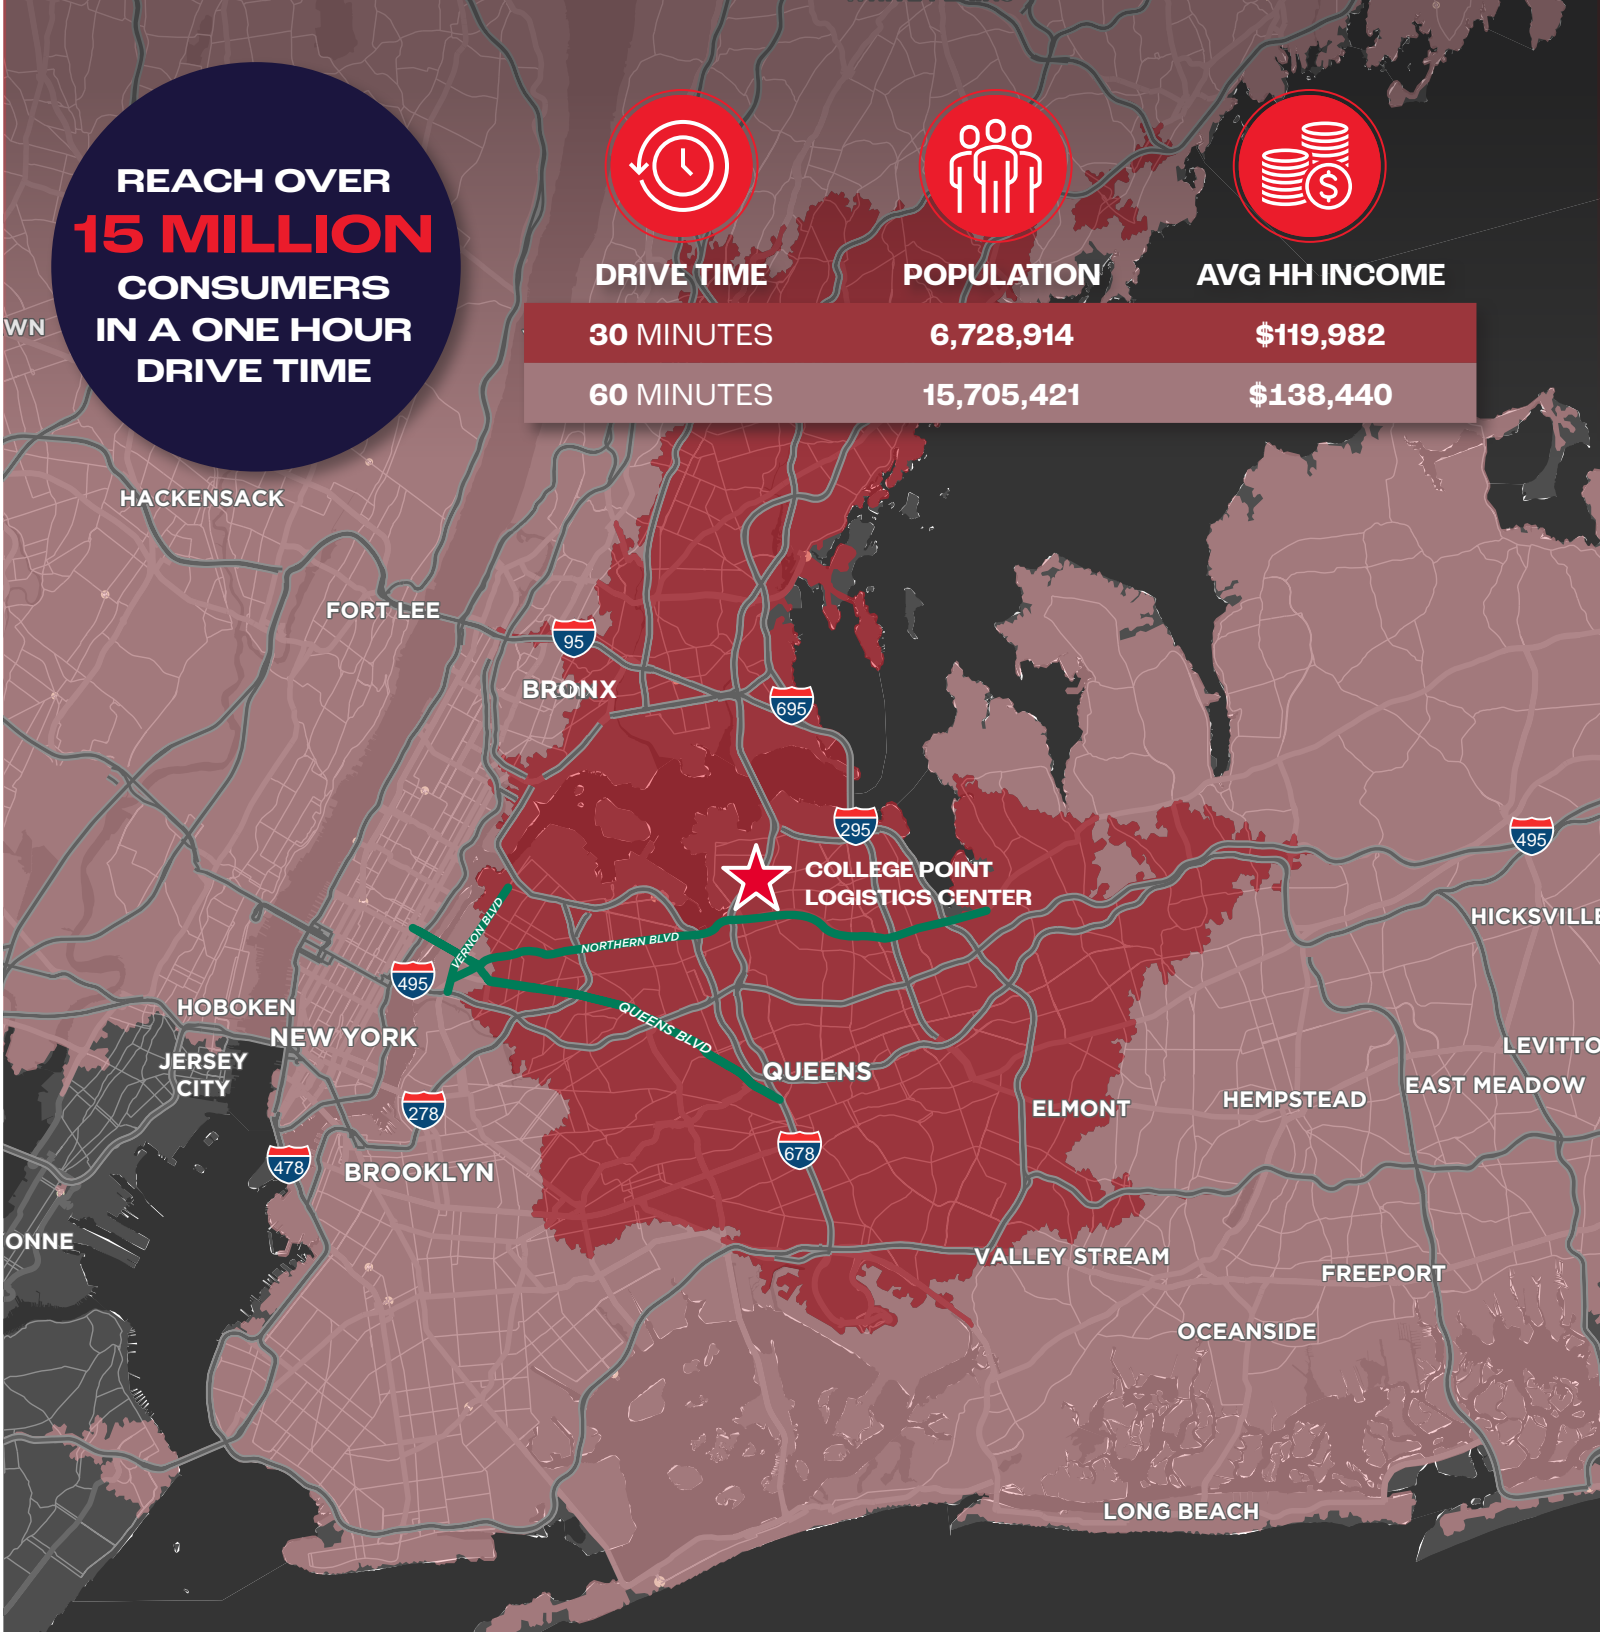 REACH OVER
15 MILLION
CONSUMERS
IN A ONE HOUR
DRIVE TIME
DRIVE TIME POPULATION AVG HH INCOME
30 MINUTES 6,728,914 $119,982
60 MINUTES 15,705,421 $138,440
WN
HACKENSACK
FORT LEE
95
BRONX
695
295
495
COLLEGE POINT
LOGISTICS CENTER
HICKSVILLE
VERNON BLVD
NORTHERN BLVD
495
HOBOKEN
NEW YORK
QUEENS BLVD
JERSEY
CITY
QUEENS
LEVITTO
EAST MEADOW
HEMPSTEAD
ELMONT
278
678
478
BROOKLYN
ONNE
VALLEY STREAM
FREEPORT
OCEANSIDE
LONG BEACH